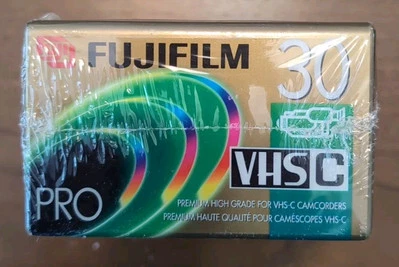 FUJIFILM
30
VHS C
PRO
PREMIUM HIGH GRADE FOR VHS-C CAMCORDERS
PREMIUM HAUTE QUALITÉ POUR CAMÉSCOPES VHS-C